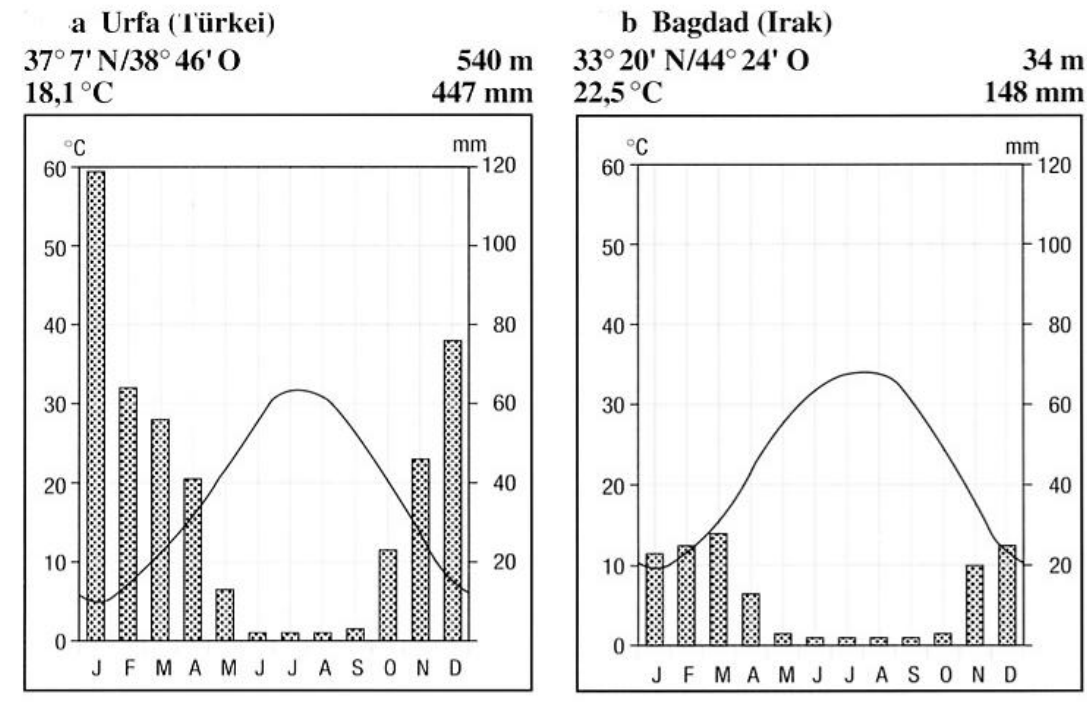 a Urfa (Türkei)
37° 7' N/38° 46' O 540 m
18,1 °C 447 mm
°C mm
60 120
50 100
40 80
30 60
20 40
10 20
0
J F M A M J J A S O N D
b Bagdad (Irak)
33° 20' N/44° 24' O 34 m
22,5 °C 148 mm
°C mm
60 120
50 100
40 80
30 60
20 40
10 20
0
J F M A M J J A S O N D